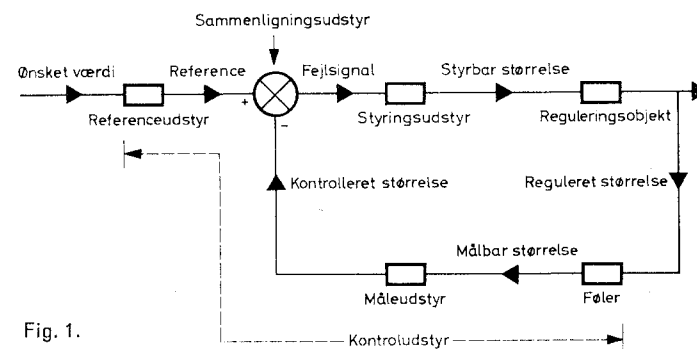 Sammenligningsudstyr
Ønsket værdi
Reference
Fejlsignal
Styrbar størrelse
+
−
Referenceudstyr
Styringsudstyr
Reguleringsobjekt
Kontrolleret størrelse
Reguleret størrelse
Målbar størrelse
Måleudstyr
Føler
Fig. 1.
Kontroludstyr